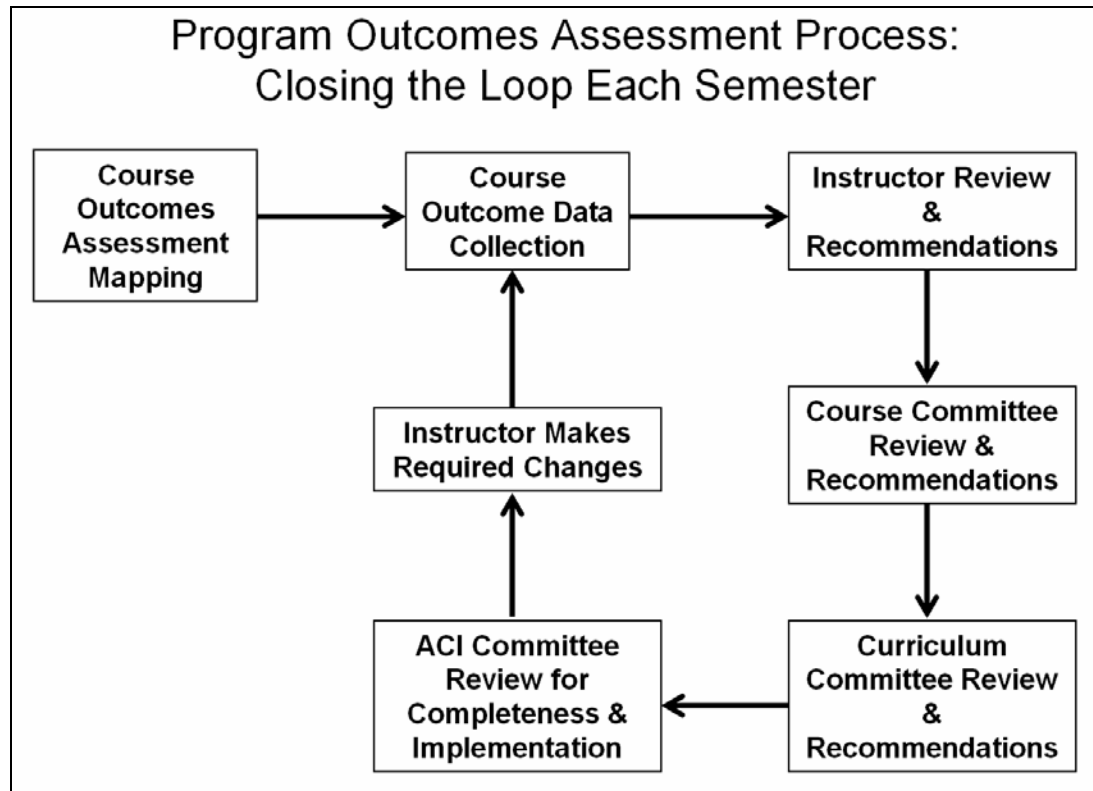 Program Outcomes Assessment Process:
Closing the Loop Each Semester
Course
Outcomes
Assessment
Mapping
Course
Outcome Data
Collection
Instructor Review
&
Recommendations
Course Committee
Review &
Recommendations
Curriculum
Committee Review
&
Recommendations
ACI Committee
Review for
Completeness &
Implementation
Instructor Makes
Required Changes